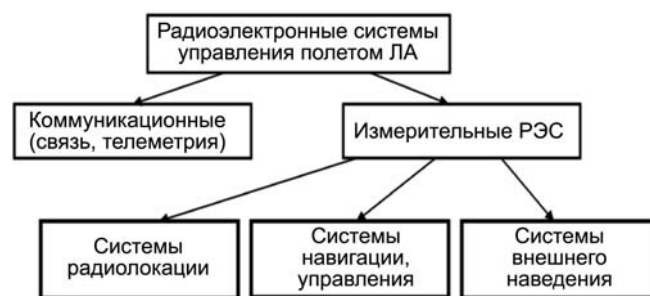 Радиоэлектронные системы
управления полетом ЛА
Коммуникационные
(связь, телеметрия)
Измерительные РЭС
Системы
радиолокации
Системы
навигации,
управления
Системы
внешнего
наведения